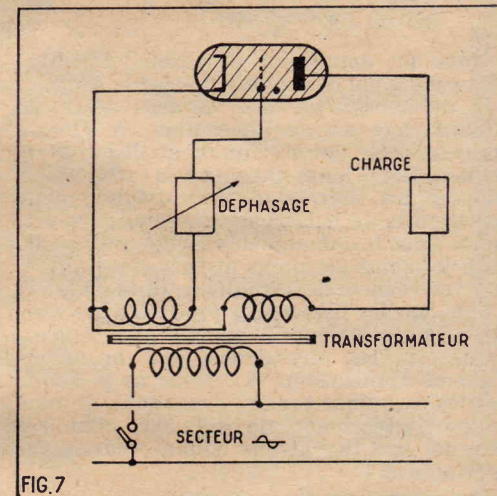 CHARGE
DEPHASAGE
TRANSFORMATEUR
SECTEUR
FIG.7